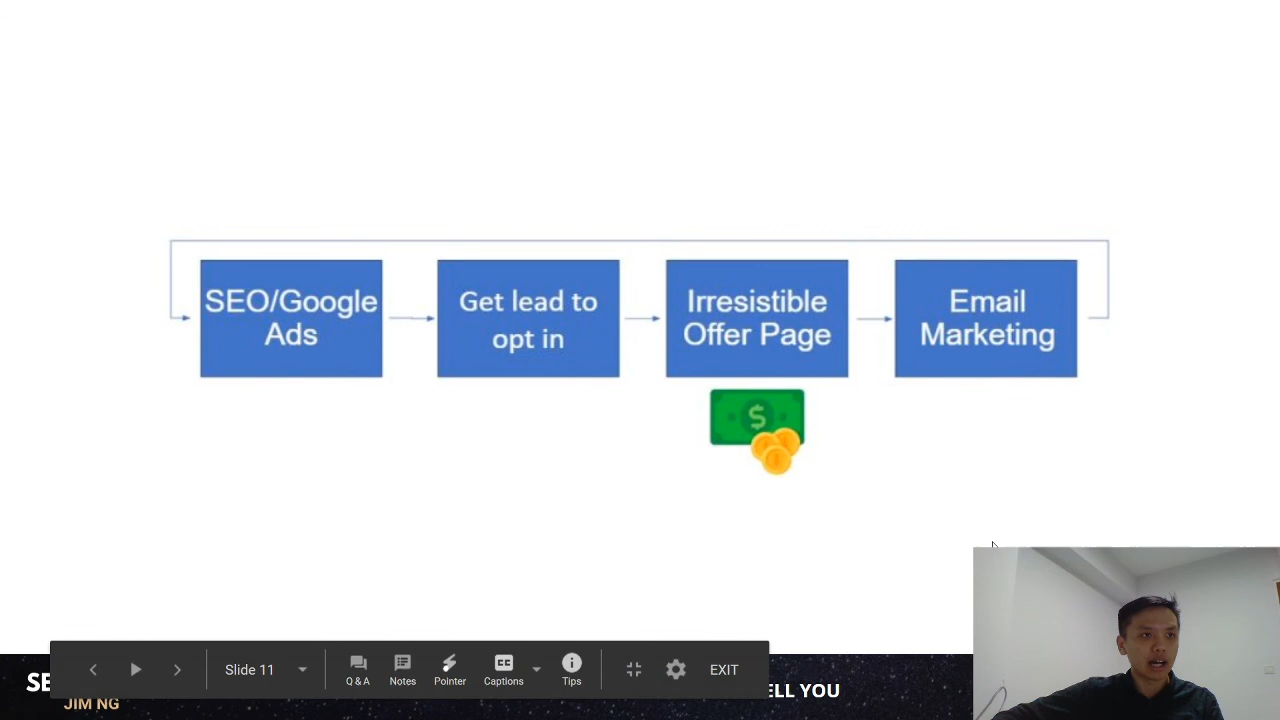 SEO/Google
Ads
Get lead to
opt in
Irresistible
Offer Page
Email
Marketing
$
Slide 11
Q & A
Notes
Pointer
CC
Captions
Tips
EXIT
SE
ELL YOU
JIM NG